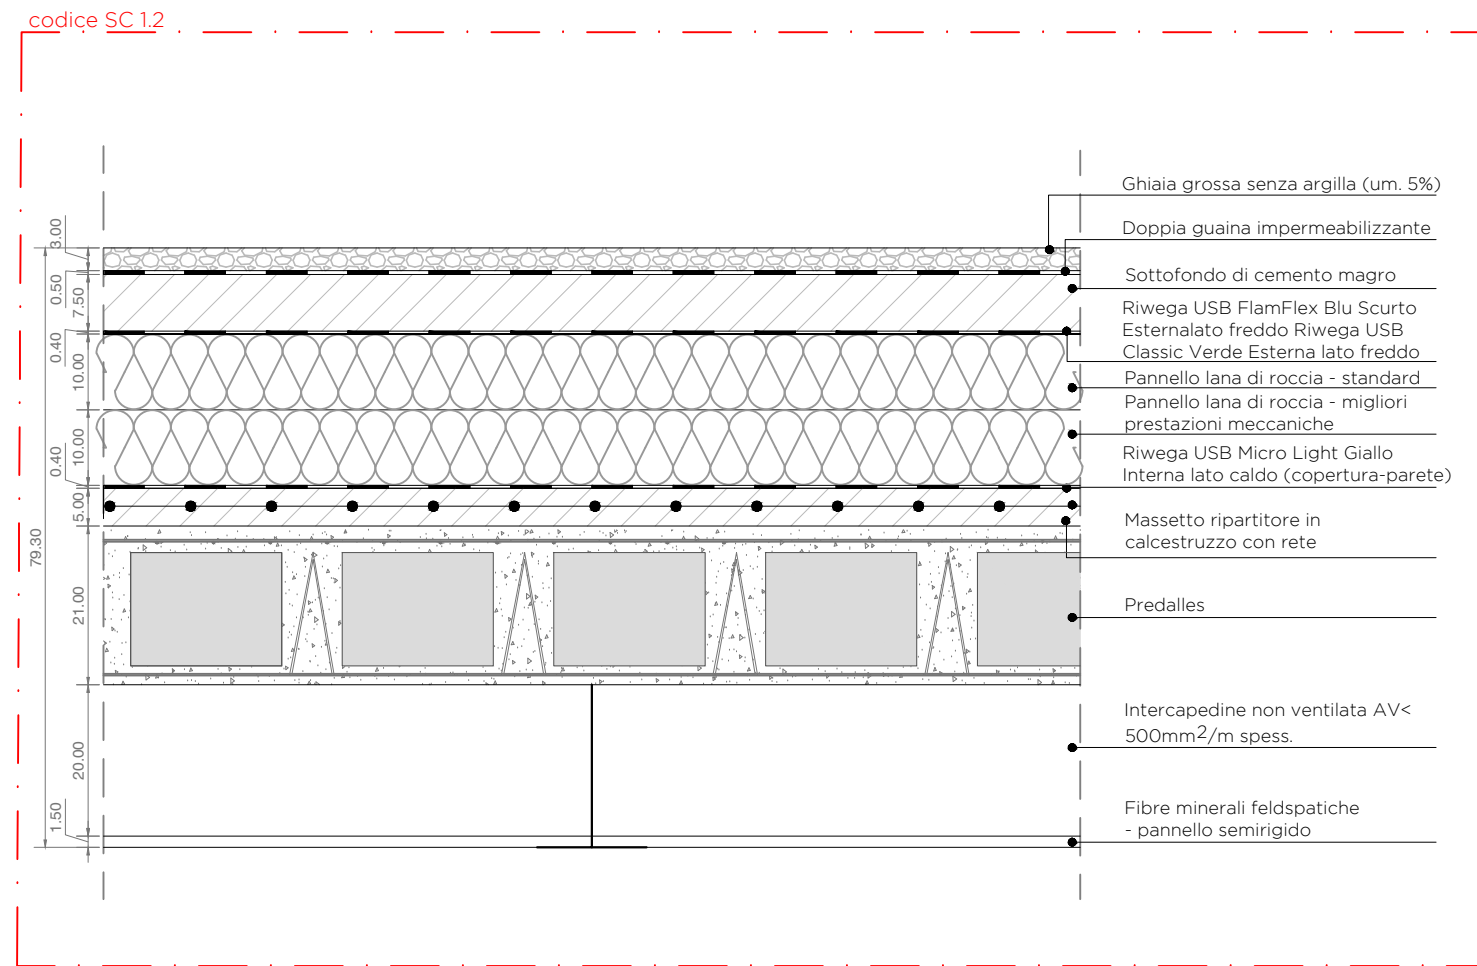 codice SC 1.2
Ghiaia grossa senza argilla (um. 5%)
Doppia guaina impermeabilizzante
Sottofondo di cemento magro
Riwega USB FlamFlex Blu Scurto
Esternalato freddo Riwega USB
Classic Verde Esterna lato freddo
Pannello lana di roccia - standard
Pannello lana di roccia - migliori
prestazioni meccaniche
Riwega USB Micro Light Giallo
Interna lato caldo (copertura-parete)
Massetto ripartitore in
calcestruzzo con rete
Predalles
Intercapedine non ventilata AV<
500mm2/m spess.
Fibre minerali feldspatiche
- pannello semirigido
3.00
0.50
7.50
0.40
10.00
10.00
0.40
5.00
79.30
21.00
20.00
1.50